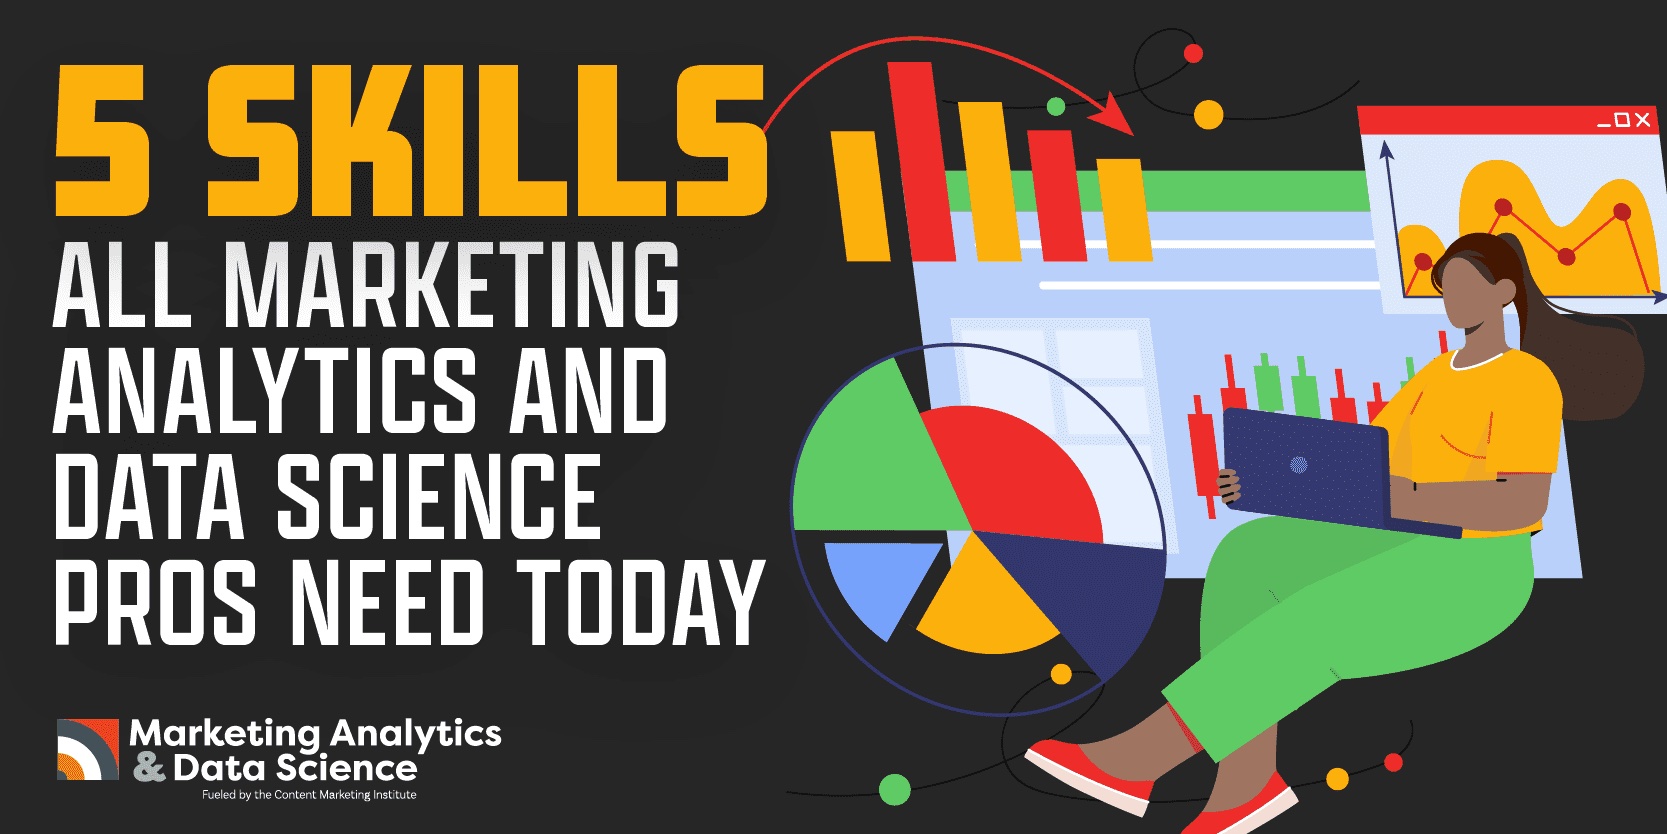 5 SKILLS
ALL MARKETING
ANALYTICS AND
DATA SCIENCE
PROS NEED TODAY
Marketing Analytics
& Data Science
Fueled by the Content Marketing Institute